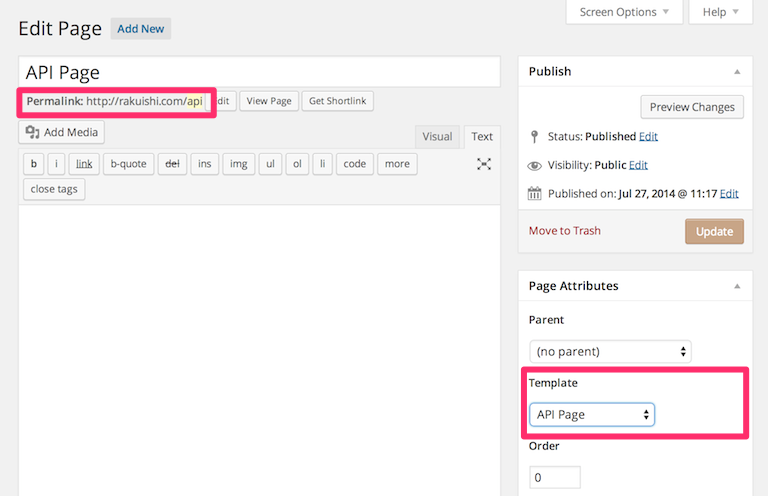 Screen Options Help
Edit Page Add New
API Page
Permalink: http://rakuishi.com/api dit View Page Get Shortlink
Add Media
Visual Text
b i link b-quote del ins img ul ol li code more
close tags
Publish
Preview Changes
Status: Published Edit
Visibility: Public Edit
Published on: Jul 27, 2014 @ 11:17 Edit
Move to Trash Update
Page Attributes
Parent
(no parent)
Template
API Page
Order
0